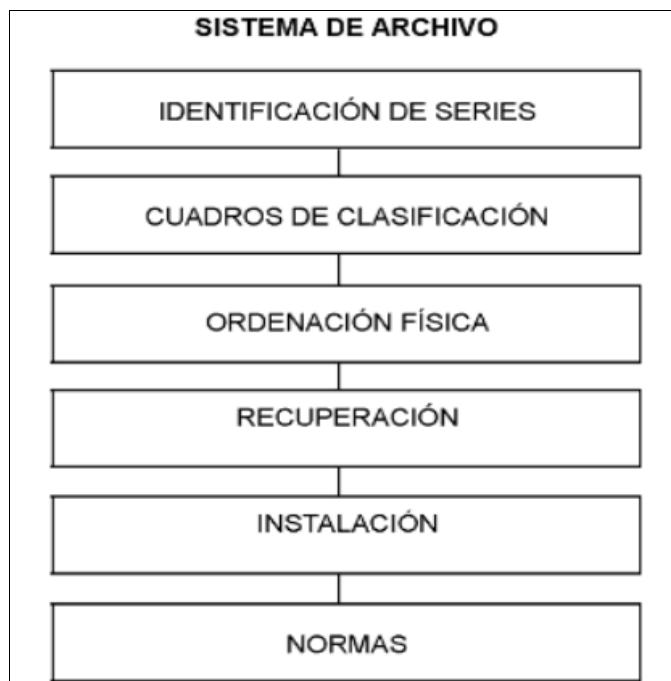 SISTEMA DE ARCHIVO
IDENTIFICACIÓN DE SERIES
CUADROS DE CLASIFICACIÓN
ORDENACIÓN FÍSICA
RECUPERACIÓN
INSTALACIÓN
NORMAS